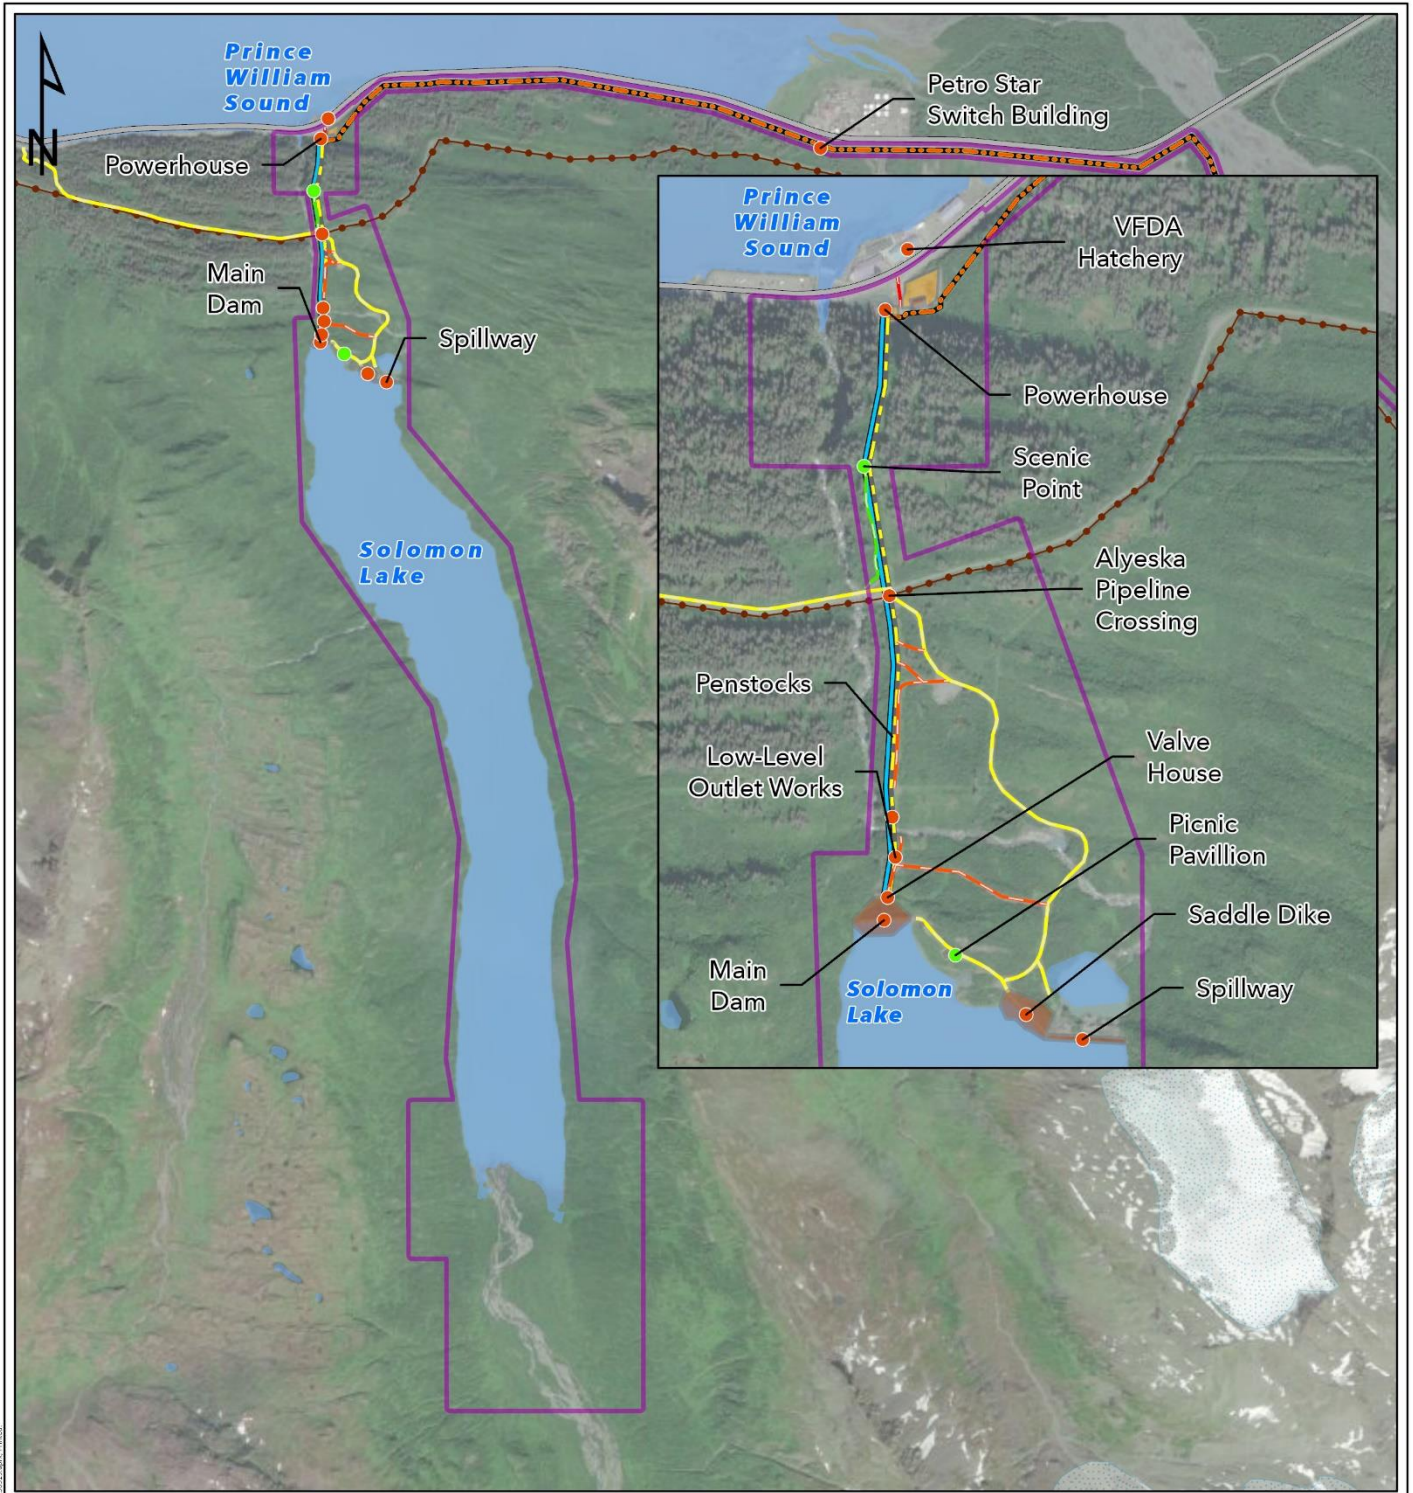 Prince
William
Sound
N
Powerhouse
Petro Star
Switch Building
Main
Dam
Spillway
Solomon
Lake
Prince
William
Sound
VFDA
Hatchery
Powerhouse
Scenic
Point
Alyeska
Pipeline
Crossing
Penstocks
Low-Level
Outlet Works
Valve
House
Picnic
Pavillion
Saddle Dike
Main
Dam
Solomon
Lake
Spillway